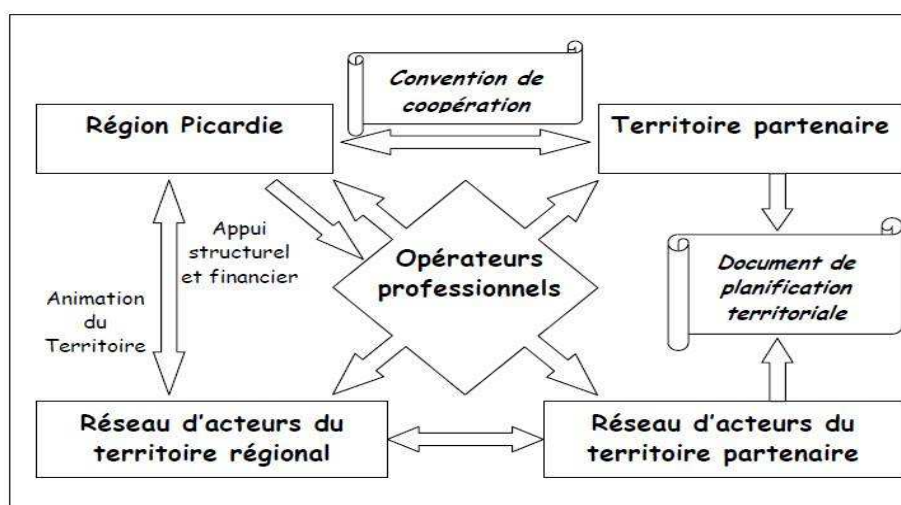 Convention de
coopération
Région Picardie
Territoire partenaire
Appui
structurel
et financier
Opérateurs
professionnels
Document de
planification
territoriale
Animation
du
Territoire
Réseau d'acteurs du
territoire régional
Réseau d'acteurs du
territoire partenaire